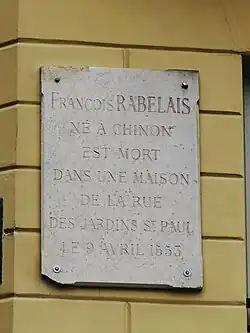 FRANÇOIS RABELAIS
NÉ À CHINON
EST MORT
DANS UNE MAISON
DE LA RUE
DES JARDINS ST PAUL
LE 9 AVRIL 1553